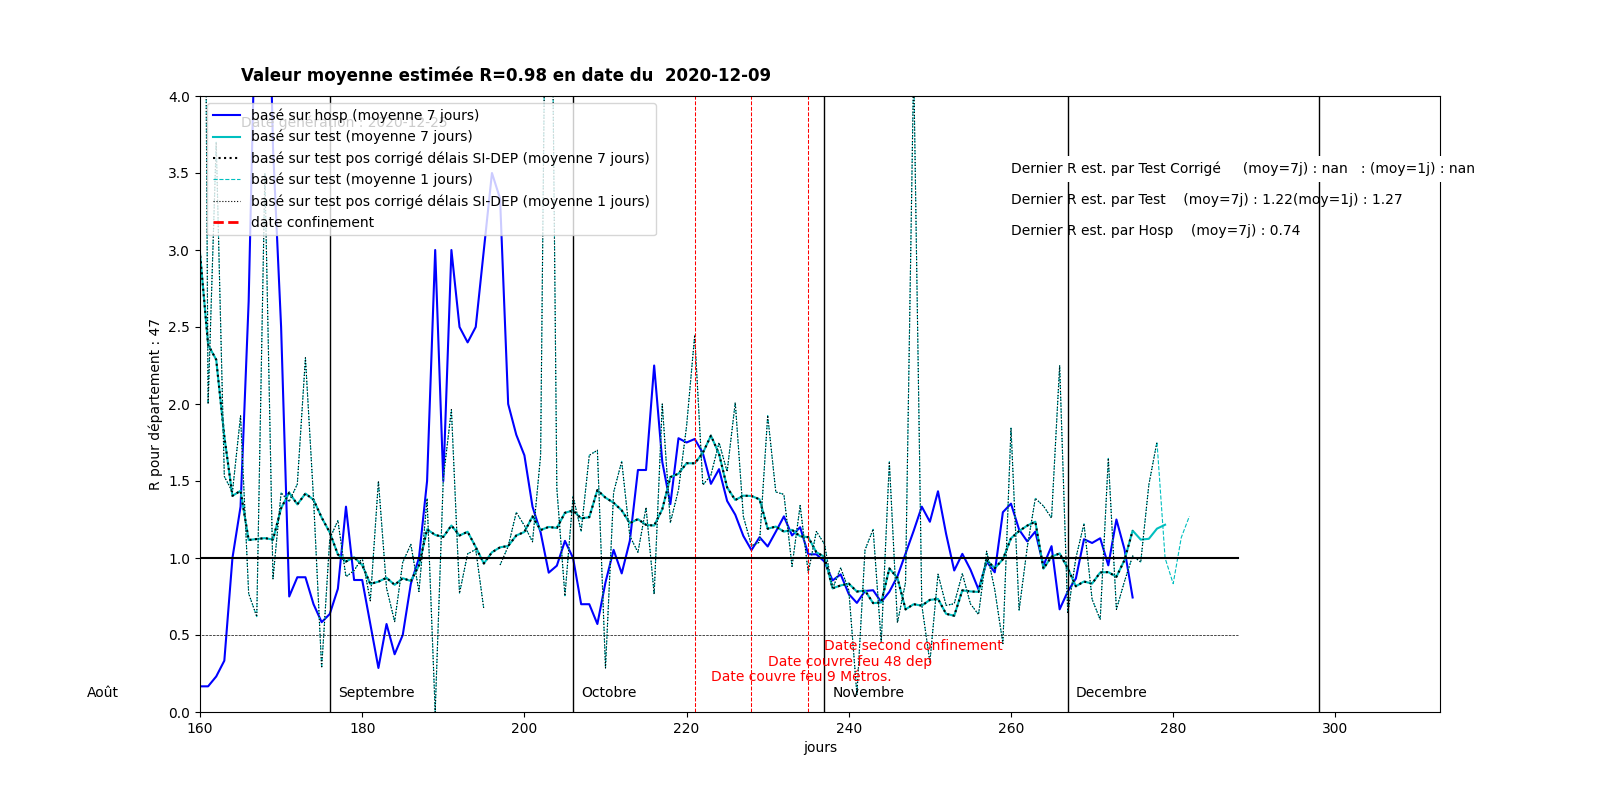 Valeur moyenne estimée R=0.98 en date du  2020-12-09
Date génération : 2020-12-25
basé sur hosp (moyenne 7 jours)
basé sur test (moyenne 7 jours)
basé sur test pos corrigé délais SI-DEP (moyenne 7 jours)
basé sur test (moyenne 1 jours)
basé sur test pos corrigé délais SI-DEP (moyenne 1 jours)
date confinement
Dernier R est. par Test Corrigé     (moy=7j) : nan   : (moy=1j) : nan
Dernier R est. par Test    (moy=7j) : 1.22(moy=1j) : 1.27
Dernier R est. par Hosp    (moy=7j) : 0.74
R pour département : 47
4.0
3.5
3.0
2.5
2.0
1.5
1.0
0.5
0.0
Date second confinement
Date couvre feu 48 dep
Date couvre feu 9 Métros.
Août
Septembre
Octobre
Novembre
Decembre
160 180 200 220 240 260 280 300
jours